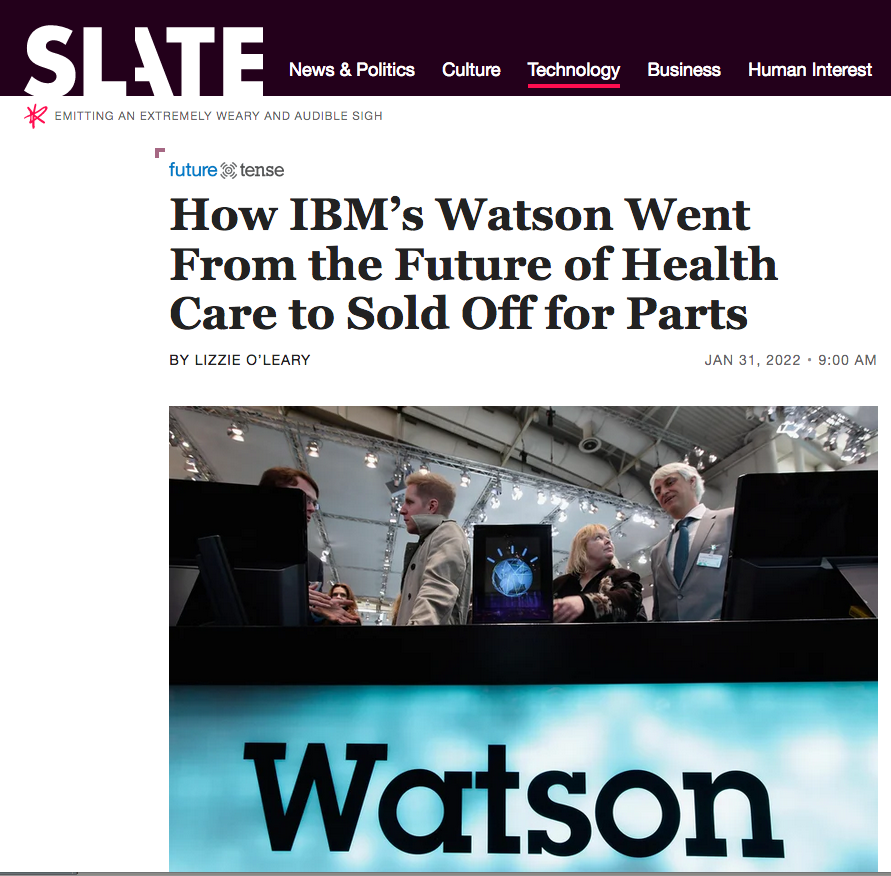 SLATE
News & Politics Culture Technology Business Human Interest
EMITTING AN EXTREMELY WEARY AND AUDIBLE SIGH
future tense
How IBM’s Watson Went
From the Future of Health
Care to Sold Off for Parts
BY LIZZIE O’LEARY
JAN 31, 2022 • 9:00 AM
Watson